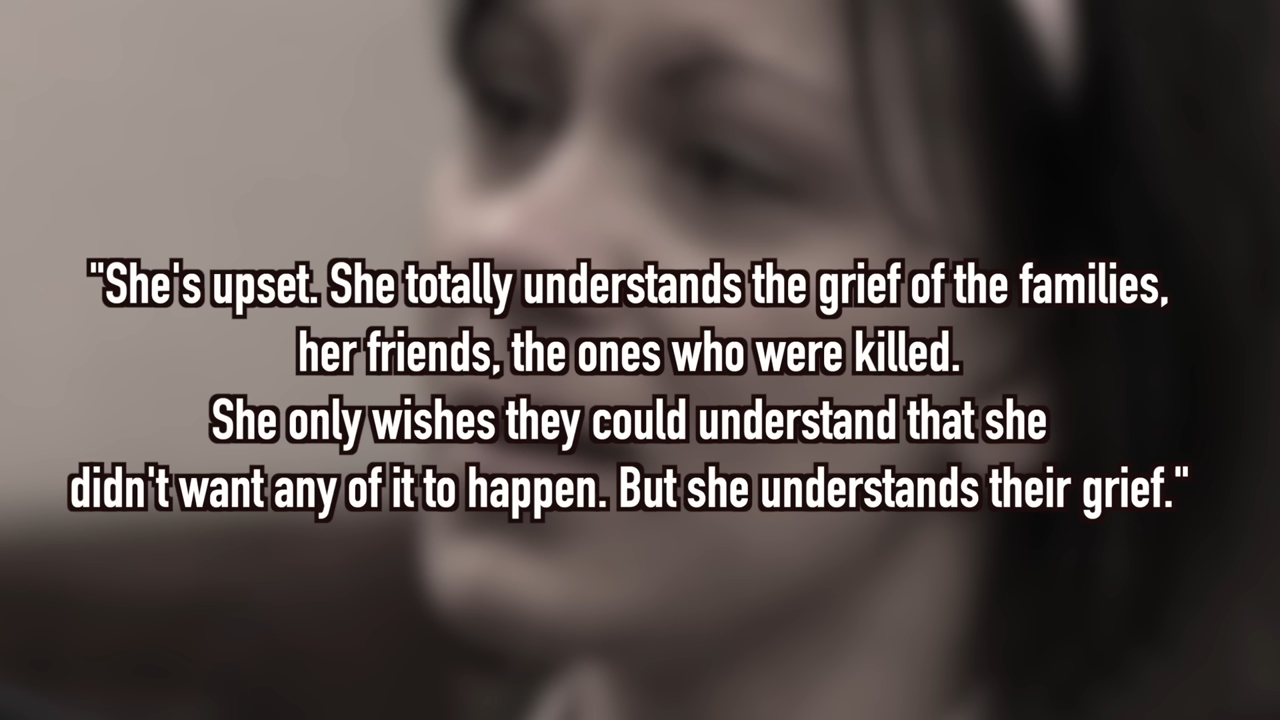 "She's upset. She totally understands the grief of the families,
her friends, the ones who were killed.
She only wishes they could understand that she
didn't want any of it to happen. But she understands their grief."